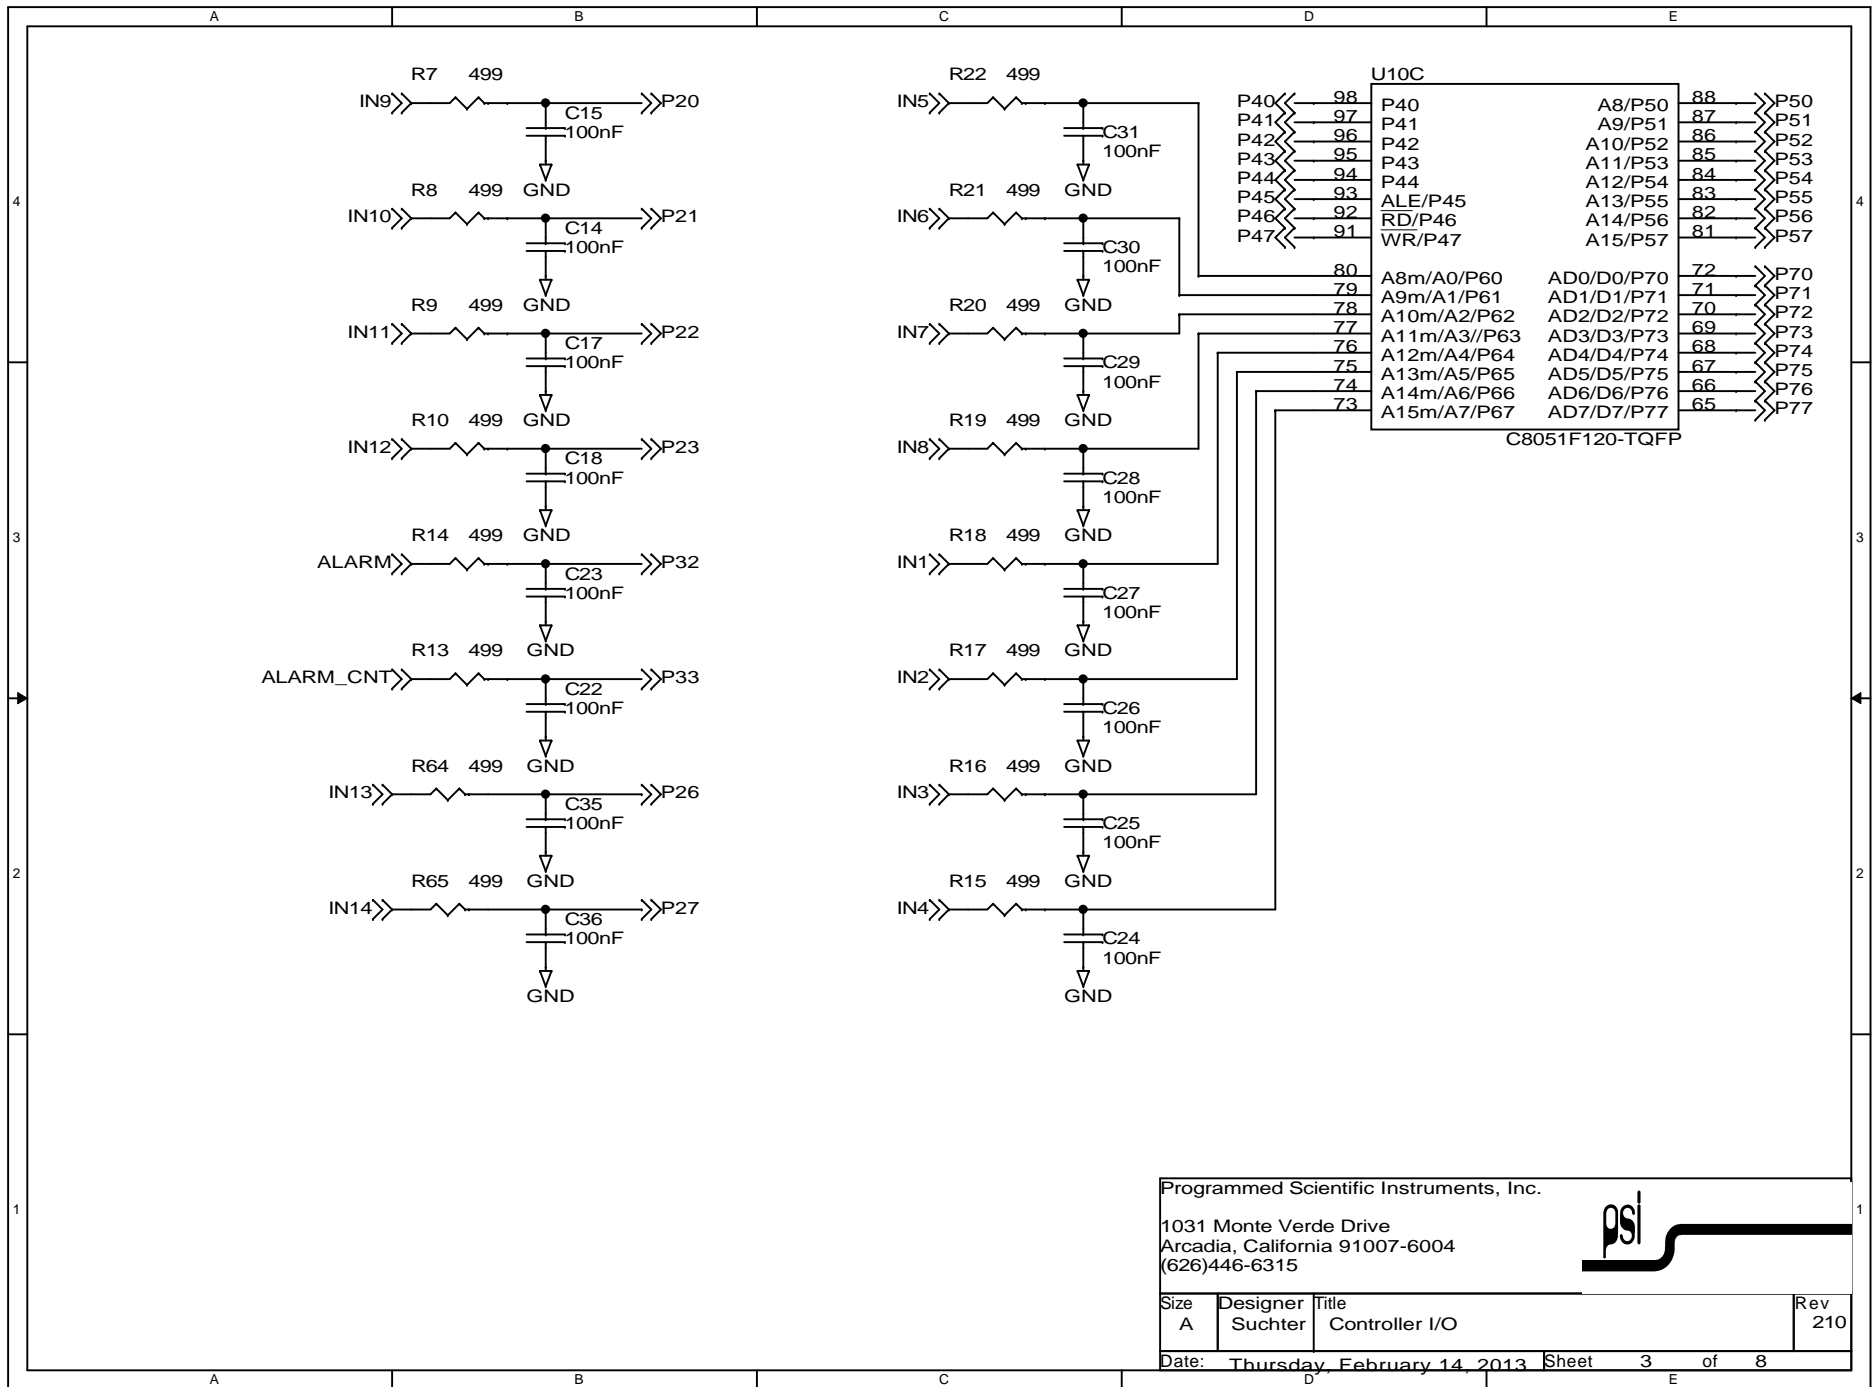 A B C D E
4 4
3 3
2 2
1 1
A B C D E
R7 499
IN9 P20
C15
100nF
GND
R8 499
IN10 P21
C14
100nF
GND
R9 499
IN11 P22
C17
100nF
GND
R10 499
IN12 P23
C18
100nF
GND
R14 499
ALARM P32
C23
100nF
GND
R13 499
ALARM_CNT P33
C22
100nF
GND
R64 499
IN13 P26
C35
100nF
GND
R65 499
IN14 P27
C36
100nF
GND
R22 499
IN5
C31
100nF
GND
R21 499
IN6
C30
100nF
GND
R20 499
IN7
C29
100nF
GND
R19 499
IN8
C28
100nF
GND
R18 499
IN1
C27
100nF
GND
R17 499
IN2
C26
100nF
GND
R16 499
IN3
C25
100nF
GND
R15 499
IN4
C24
100nF
GND
U10C
P40 98 P40 A8/P50 88 P50
P41 97 P41 A9/P51 87 P51
P42 96 P42 A10/P52 86 P52
P43 95 P43 A11/P53 85 P53
P44 94 P44 A12/P54 84 P54
P45 93 ALE/P45 A13/P55 83 P55
P46 92 RD/P46 A14/P56 82 P56
P47 91 WR/P47 A15/P57 81 P57
80 A8m/A0/P60 AD0/D0/P70 72 P70
79 A9m/A1/P61 AD1/D1/P71 71 P71
78 A10m/A2/P62 AD2/D2/P72 70 P72
77 A11m/A3//P63 AD3/D3/P73 69 P73
76 A12m/A4/P64 AD4/D4/P74 68 P74
75 A13m/A5/P65 AD5/D5/P75 67 P75
74 A14m/A6/P66 AD6/D6/P76 66 P76
73 A15m/A7/P67 AD7/D7/P77 65 P77
C8051F120-TQFP
Programmed Scientific Instruments, Inc.
1031 Monte Verde Drive
Arcadia, California 91007-6004
(626)446-6315
psi
Size Designer Title Rev
A Suchter Controller I/O 210
Date: Thursday, February 14, 2013 Sheet 3 of 8